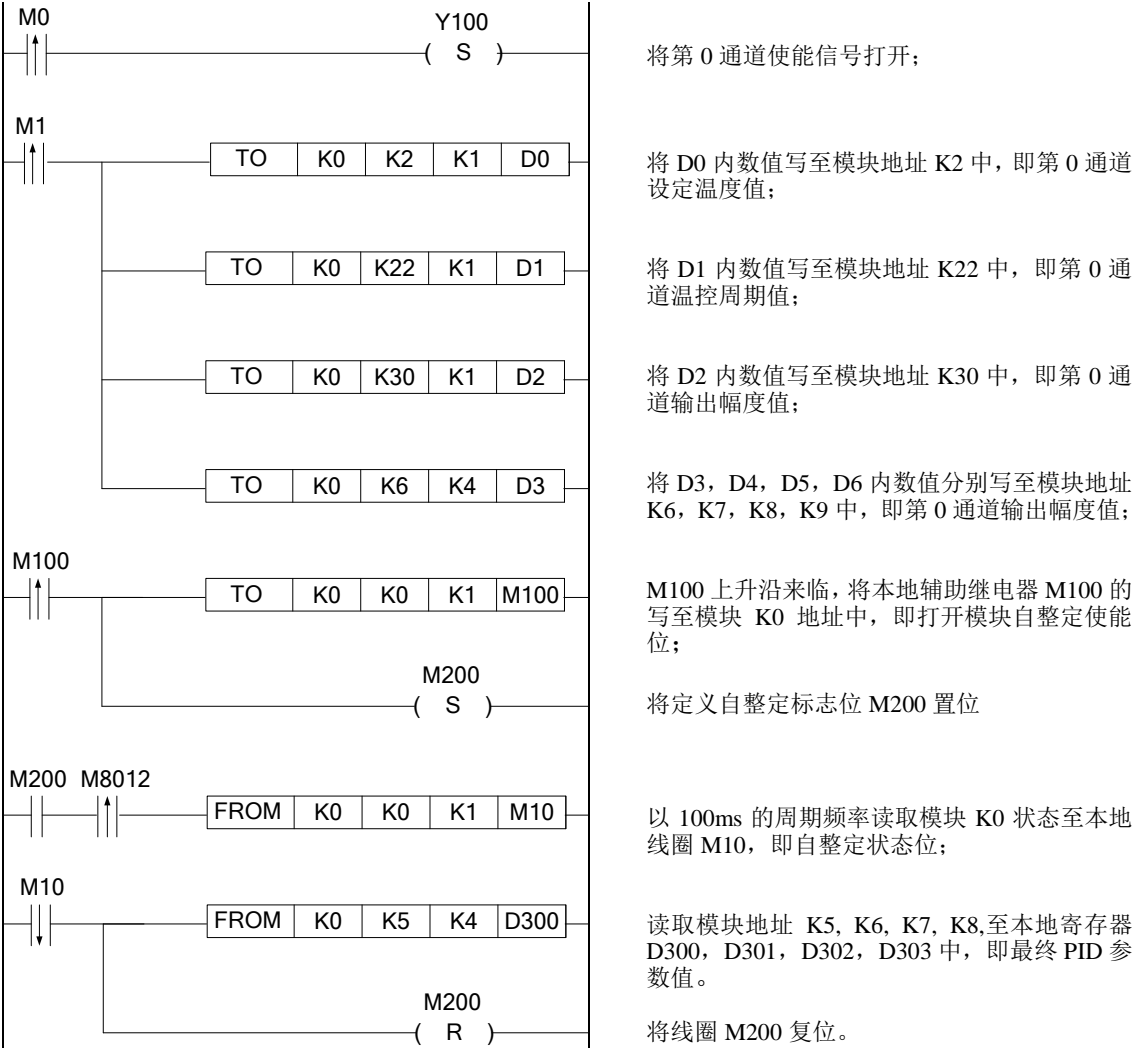 M0
Y100
( S )
将第 0 通道使能信号打开；
M1
TO K0 K2 K1 D0
将 D0 内数值写至模块地址 K2 中，即第 0 通道
设定温度值；
TO K0 K22 K1 D1
将 D1 内数值写至模块地址 K22 中，即第 0 通
道温控周期值；
TO K0 K30 K1 D2
将 D2 内数值写至模块地址 K30 中，即第 0 通
道输出幅度值；
TO K0 K6 K4 D3
将 D3，D4，D5，D6 内数值分别写至模块地址
K6，K7，K8，K9 中，即第 0 通道输出幅度值；
M100
TO K0 K0 K1 M100
M100 上升沿来临，将本地辅助继电器 M100 的
写至模块 K0 地址中，即打开模块自整定使能
位；
M200
( S )
将定义自整定标志位 M200 置位
M200 M8012
FROM K0 K0 K1 M10
以 100ms 的周期频率读取模块 K0 状态至本地
线圈 M10，即自整定状态位；
M10
FROM K0 K5 K4 D300
读取模块地址 K5, K6, K7, K8,至本地寄存器
D300，D301，D302，D303 中，即最终 PID 参
数值。
M200
( R )
将线圈 M200 复位。